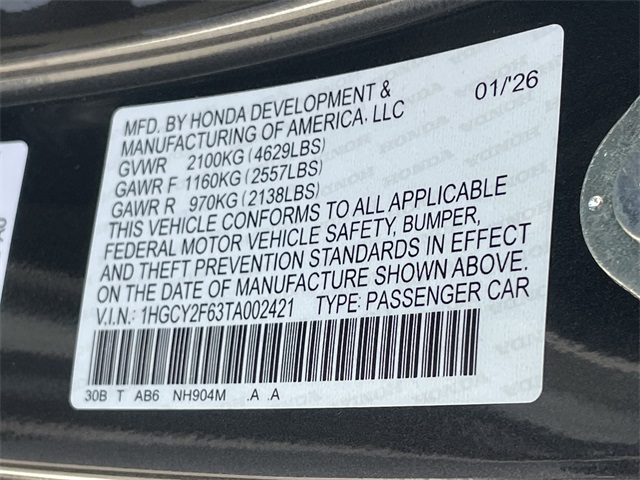 MFD. BY HONDA DEVELOPMENT & 01/'26
MANUFACTURING OF AMERICA. LLC
GVWR 2100KG (4629LBS)
GAWR F 1160KG (2557LBS)
GAWR R 970KG (2138LBS)
THIS VEHICLE CONFORMS TO ALL APPLICABLE
FEDERAL MOTOR VEHICLE SAFETY, BUMPER,
AND THEFT PREVENTION STANDARDS IN EFFECT
ON THE DATE OF MANUFACTURE SHOWN ABOVE.
V.I.N.: 1HGCY2F63TA002421 TYPE: PASSENGER CAR
30B T AB6 NH904M .A .A